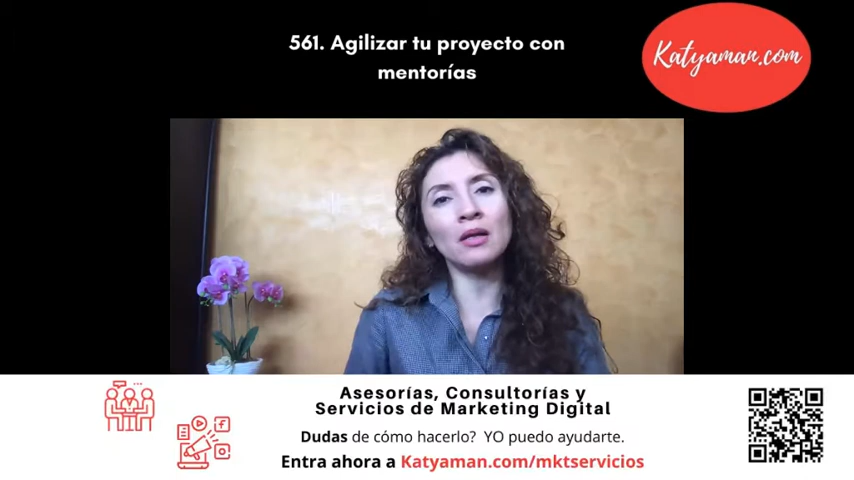 561. Agilizar tu proyecto con
mentorías
Katyaman.com
Asesorías, Consultorías y
Servicios de Marketing Digital
Dudas de cómo hacerlo? YO puedo ayudarte.
Entra ahora a Katyaman.com/mktservicios